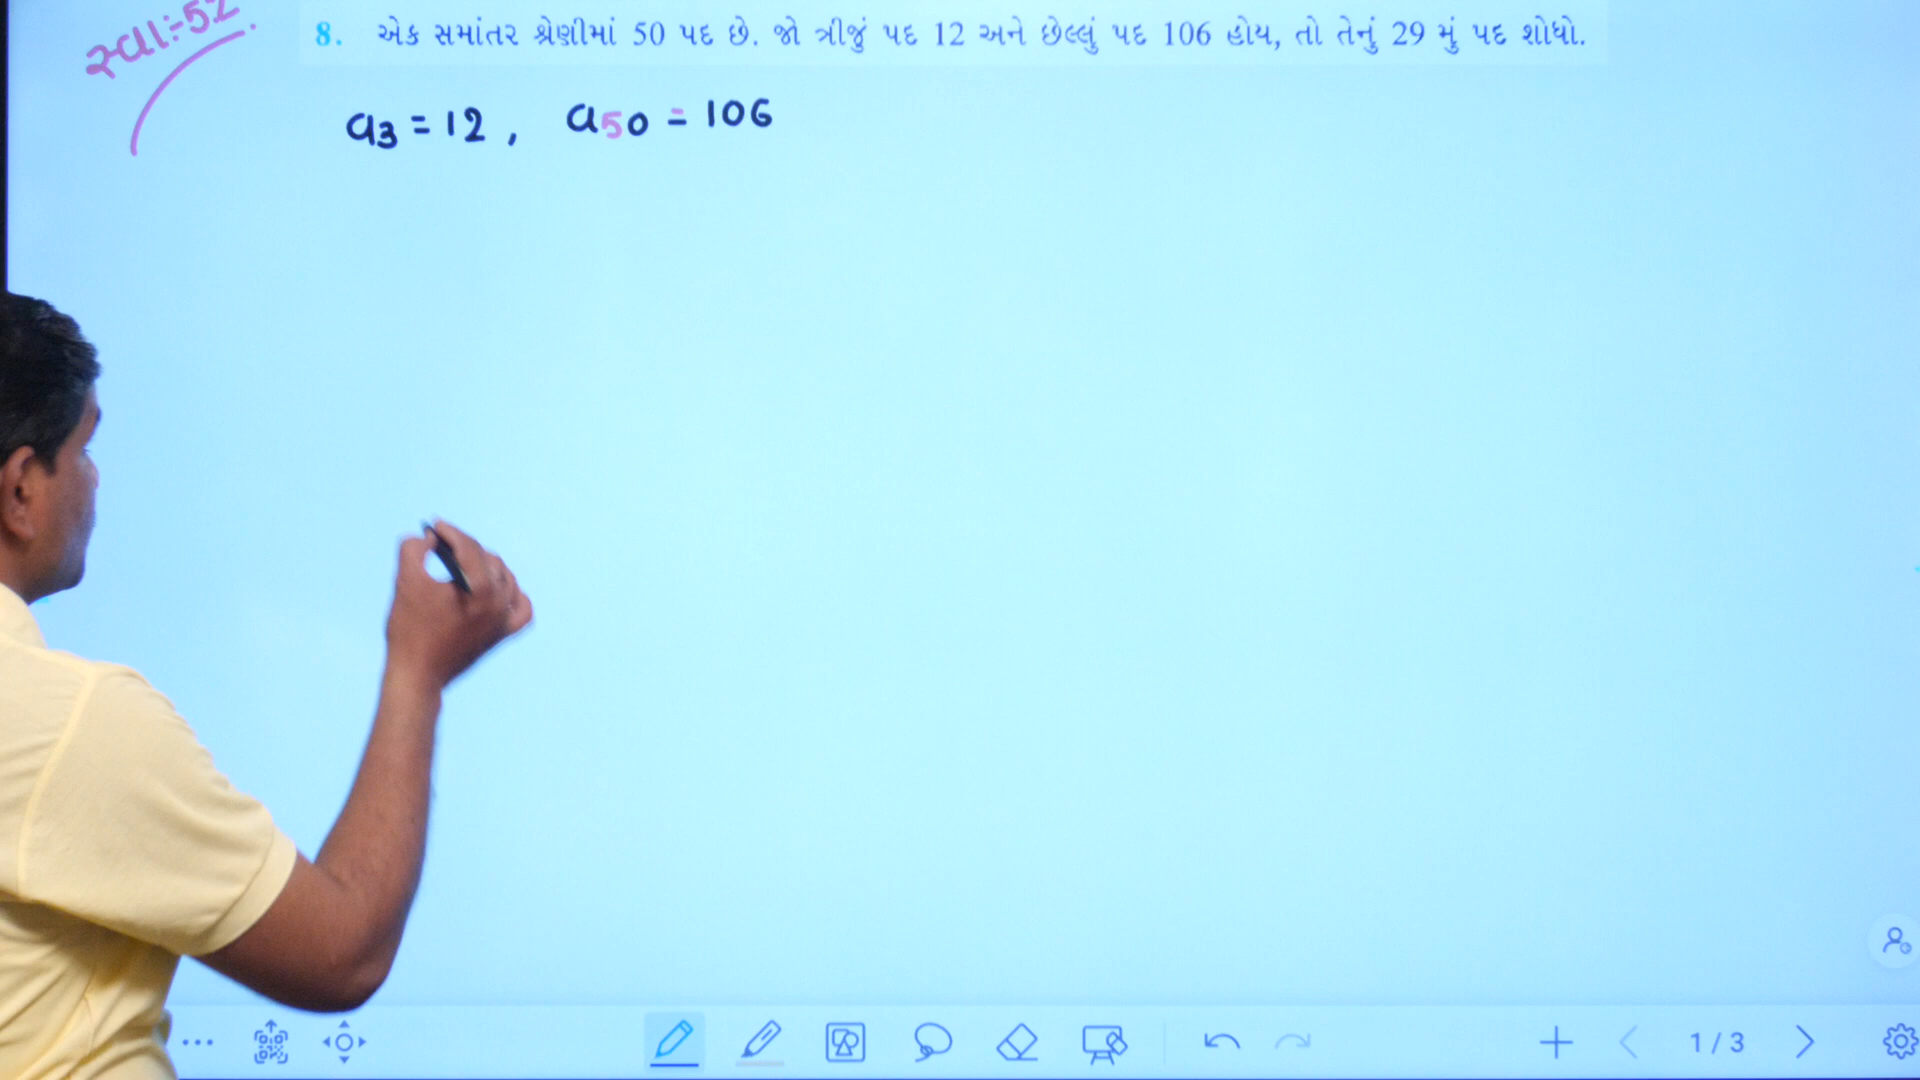 સ્વા:-52.
8. એક સમાંતર શ્રેણીમાં 50 પદ છે. જો ત્રીજું પદ 12 અને છેલ્લું પદ 106 હોય, તો તેનું 29 મું પદ શોધો.
a3 = 12, a50 = 106
1 / 3